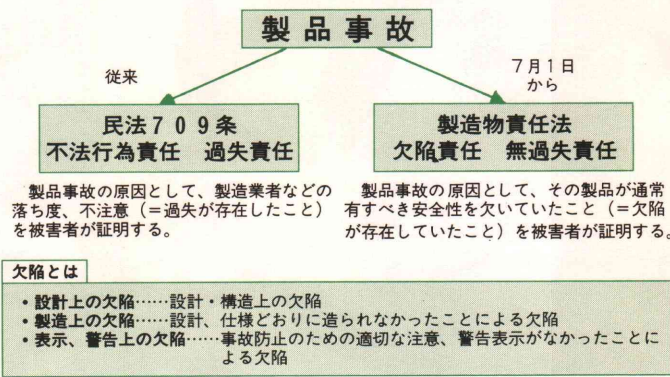 製品事故
従来
7月1日
から
民法709条
不法行為責任　過失責任
製造物責任法
欠陥責任　無過失責任
製品事故の原因として、製造業者などの
落ち度、不注意（＝過失が存在したこと）
を被害者が証明する。
製品事故の原因として、その製品が通常
有すべき安全性を欠いていたこと（＝欠陥
が存在していたこと）を被害者が証明する。
欠陥とは
・設計上の欠陥……設計・構造上の欠陥
・製造上の欠陥……設計、仕様どおりに造られなかったことによる欠陥
・表示、警告上の欠陥……事故防止のための適切な注意、警告表示がなかったことに
よる欠陥